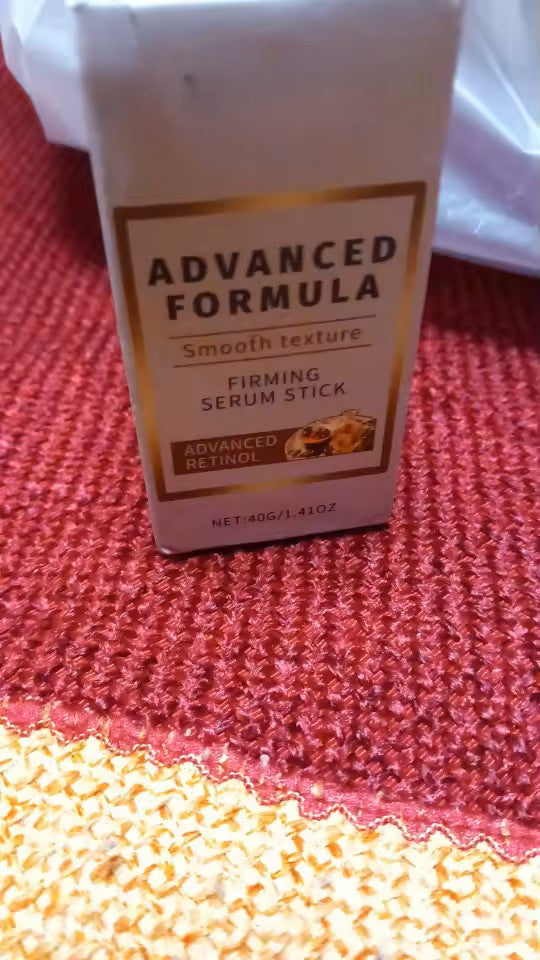 ADVANCED
FORMULA
Smooth texture
FIRMING
SERUM STICK
ADVANCED
RETINOL
NET:40G/1.41OZ